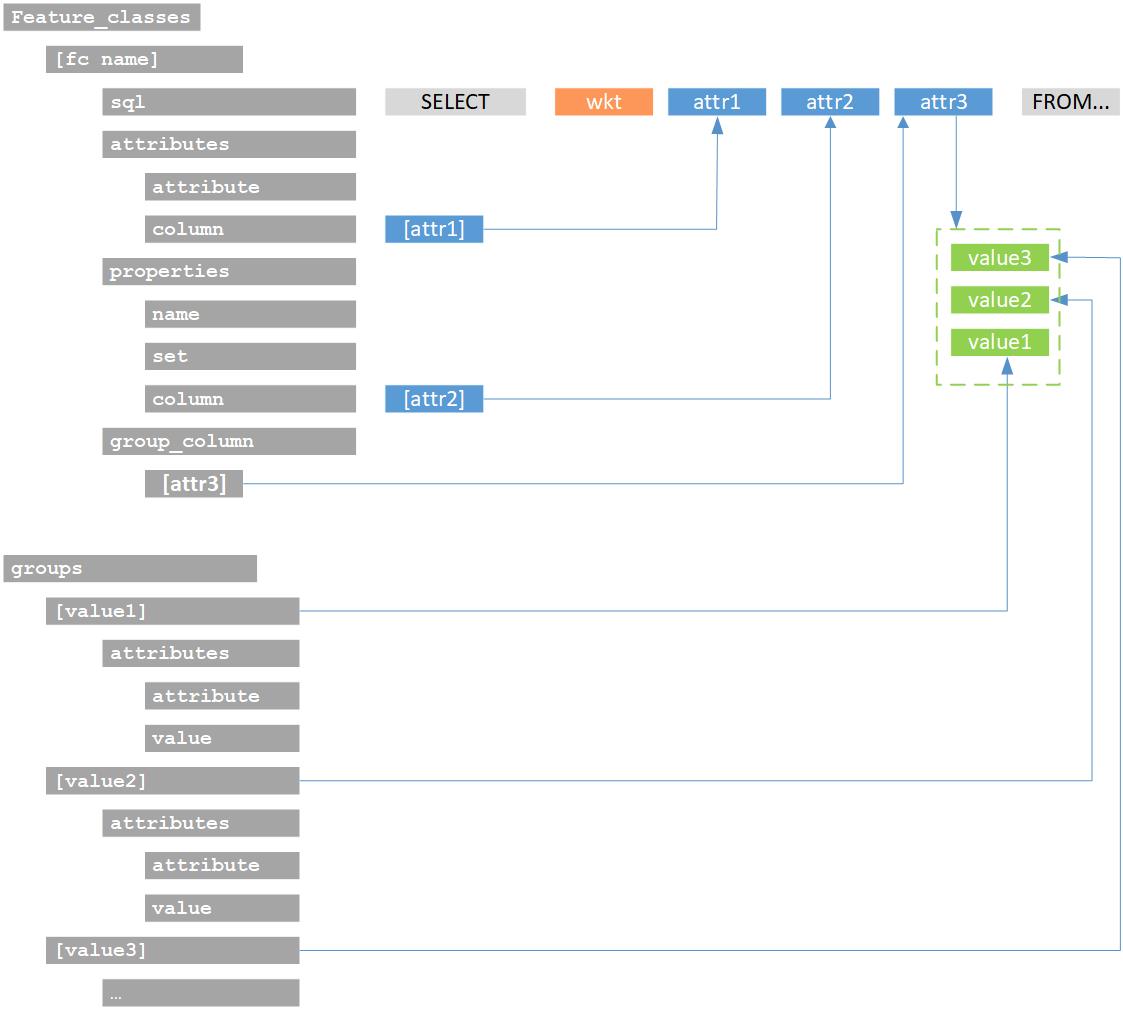 Feature_classes
[fc name]
sql SELECT wkt attr1 attr2 attr3 FROM...
attributes
attribute
column [attr1]
value3
properties
value2
name
value1
set
column [attr2]
group_column
[attr3]
groups
[value1]
attributes
attribute
value
[value2]
attributes
attribute
value
[value3]
...